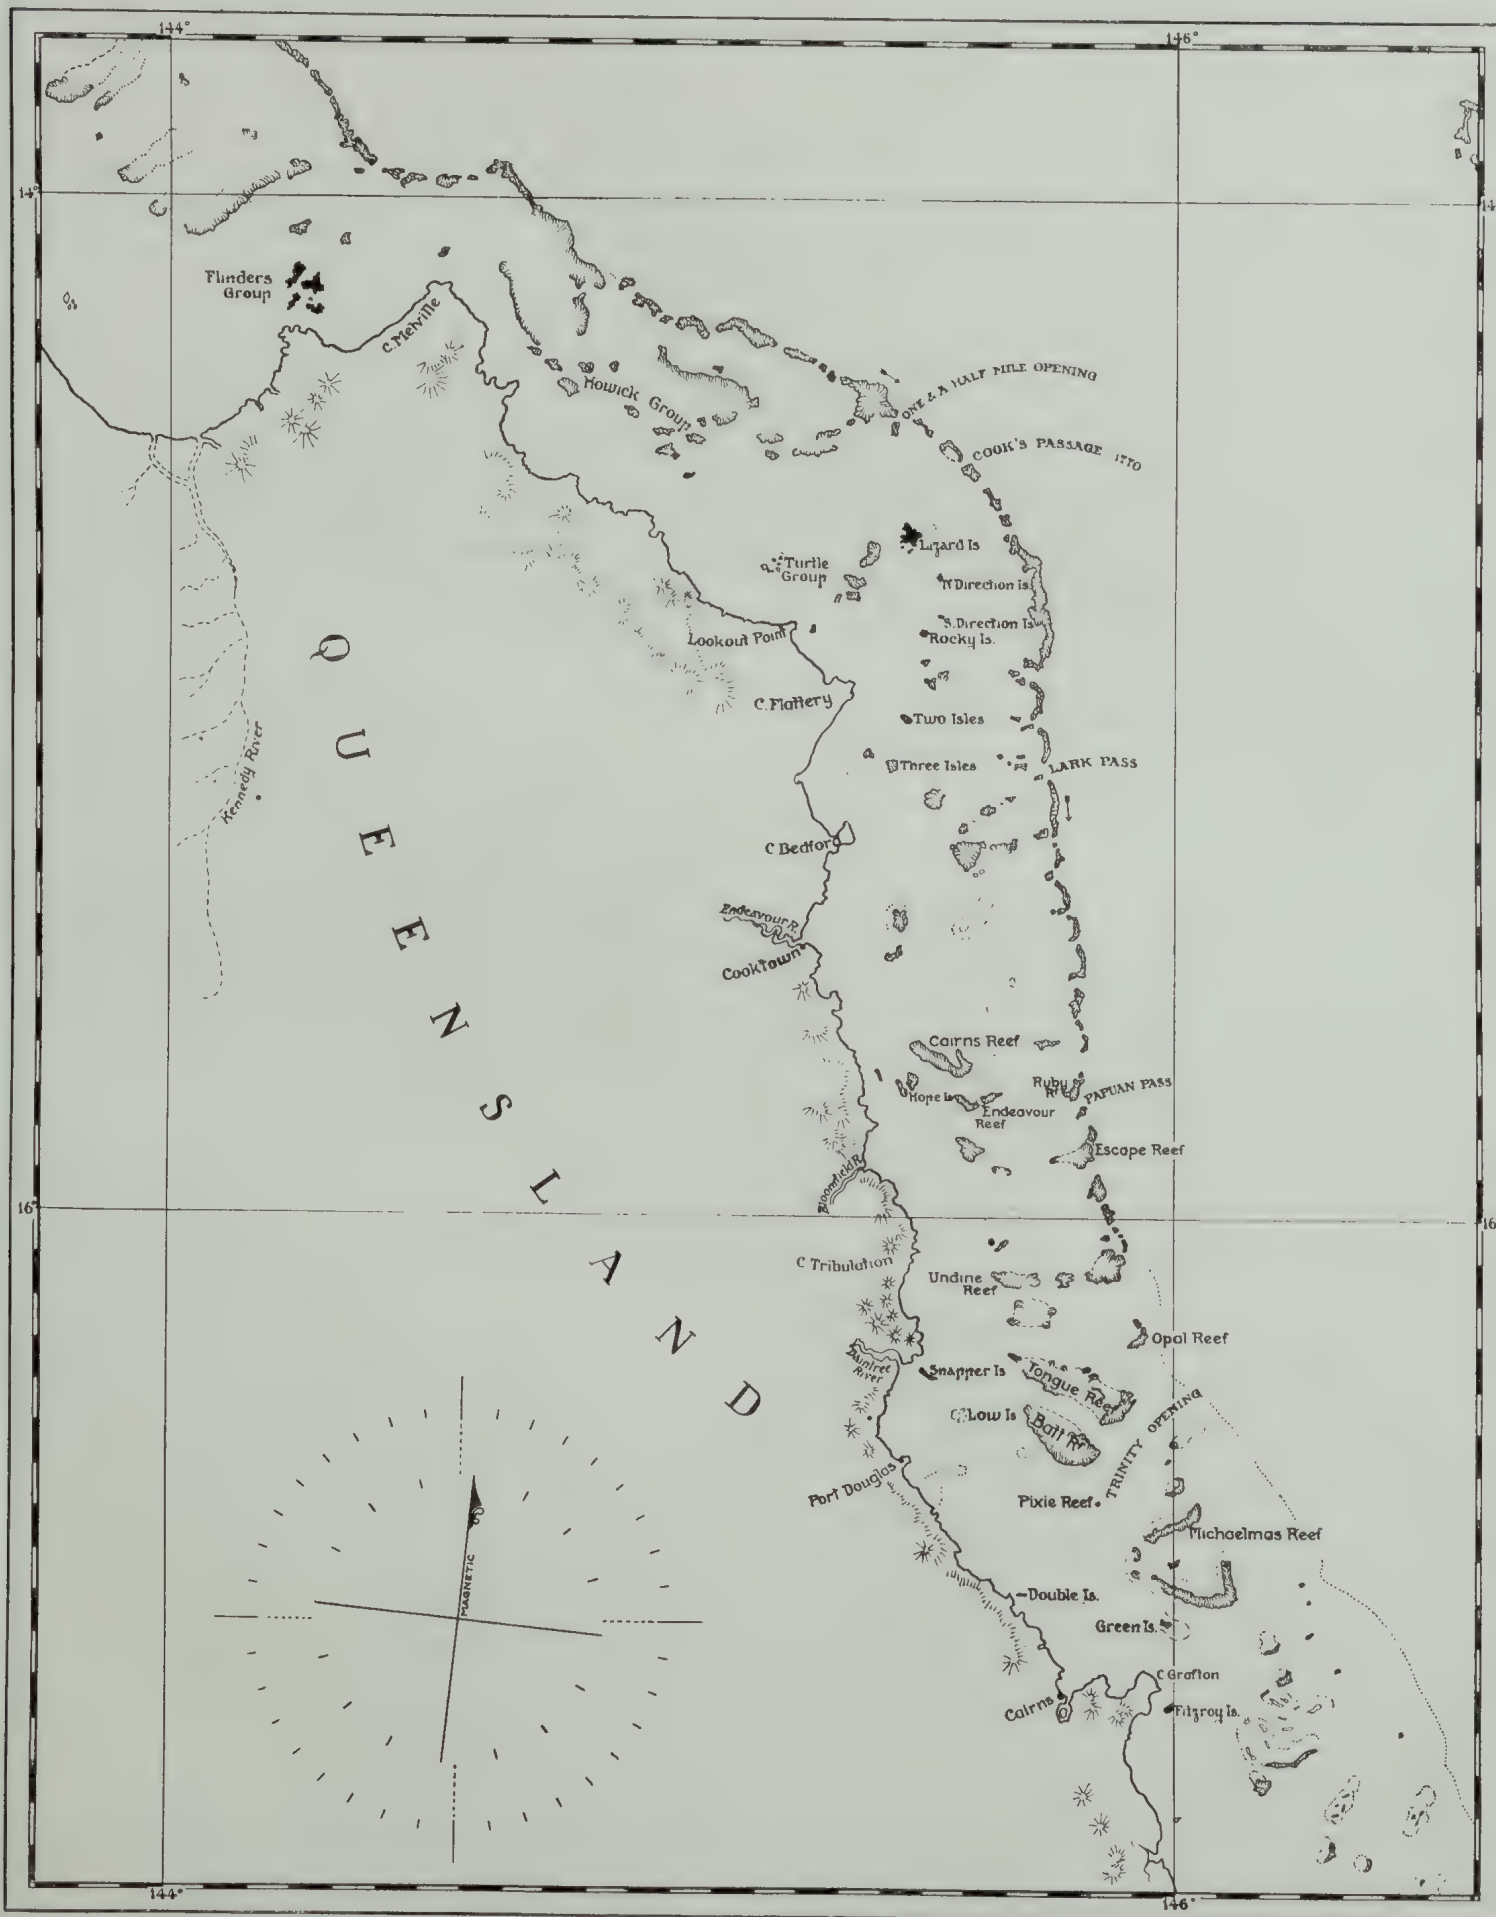 144°
146°
14°
14
Flinders
Group
C. Melville
Howick Group
ONE & A HALF MILE OPENING
COOK'S PASSAGE 1770
Lizard Is
Turtle
Group
N Direction Is.
S. Direction Is
Rocky Is.
Lookout Point
C. Flattery
Two Isles
Three Isles
LARK PASS
Kennedy River
C Bedford
Endeavour R.
Cooktown
QUEENSLAND
Cairns Reef
Hope Is
Ruby
R
PAPUAN PASS
Endeavour
Reef
Escape Reef
Bloomfield R.
16°
16
C Tribulation
Undine
Reef
Opal Reef
Daintree
River
Snapper Is
Tongue Reef
Low Is
Batt R
TRINITY OPENING
Port Douglas
Pixie Reef
Michaelmas Reef
MAGNETIC
Double Is.
Green Is.
C Grafton
Cairns
Fitzroy Is.
144°
146°